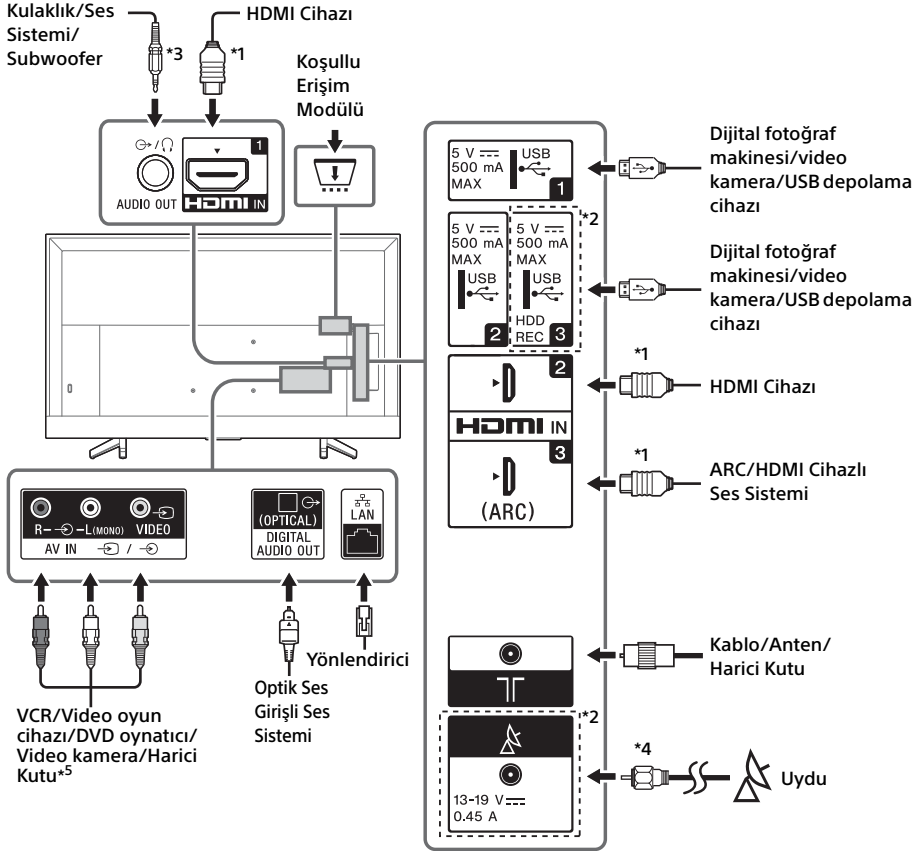 Kulaklık/Ses
Sistemi/
Subwoofer
*3
*1
HDMI Cihazı
Koşullu
Erişim
Modülü
AUDIO OUT
1
HDMI IN
5 V
500 mA
MAX
USB
1
Dijital fotoğraf
makinesi/video
kamera/USB depolama
cihazı
*2
5 V
500 mA
MAX
USB
2
5 V
500 mA
MAX
USB
HDD
REC 3
Dijital fotoğraf
makinesi/video
kamera/USB depolama
cihazı
2
*1
HDMI Cihazı
HDMI IN
3
(ARC)
*1
ARC/HDMI Cihazlı
Ses Sistemi
R
L(MONO) VIDEO
AV IN /
(OPTICAL)
DIGITAL
AUDIO OUT
LAN
VCR/Video oyun
cihazı/DVD oynatıcı/
Video kamera/Harici
Kutu*5
Optik Ses
Girişli Ses
Sistemi
Yönlendirici
Kablo/Anten/
Harici Kutu
*2
13-19 V
0.45 A
*4
Uydu